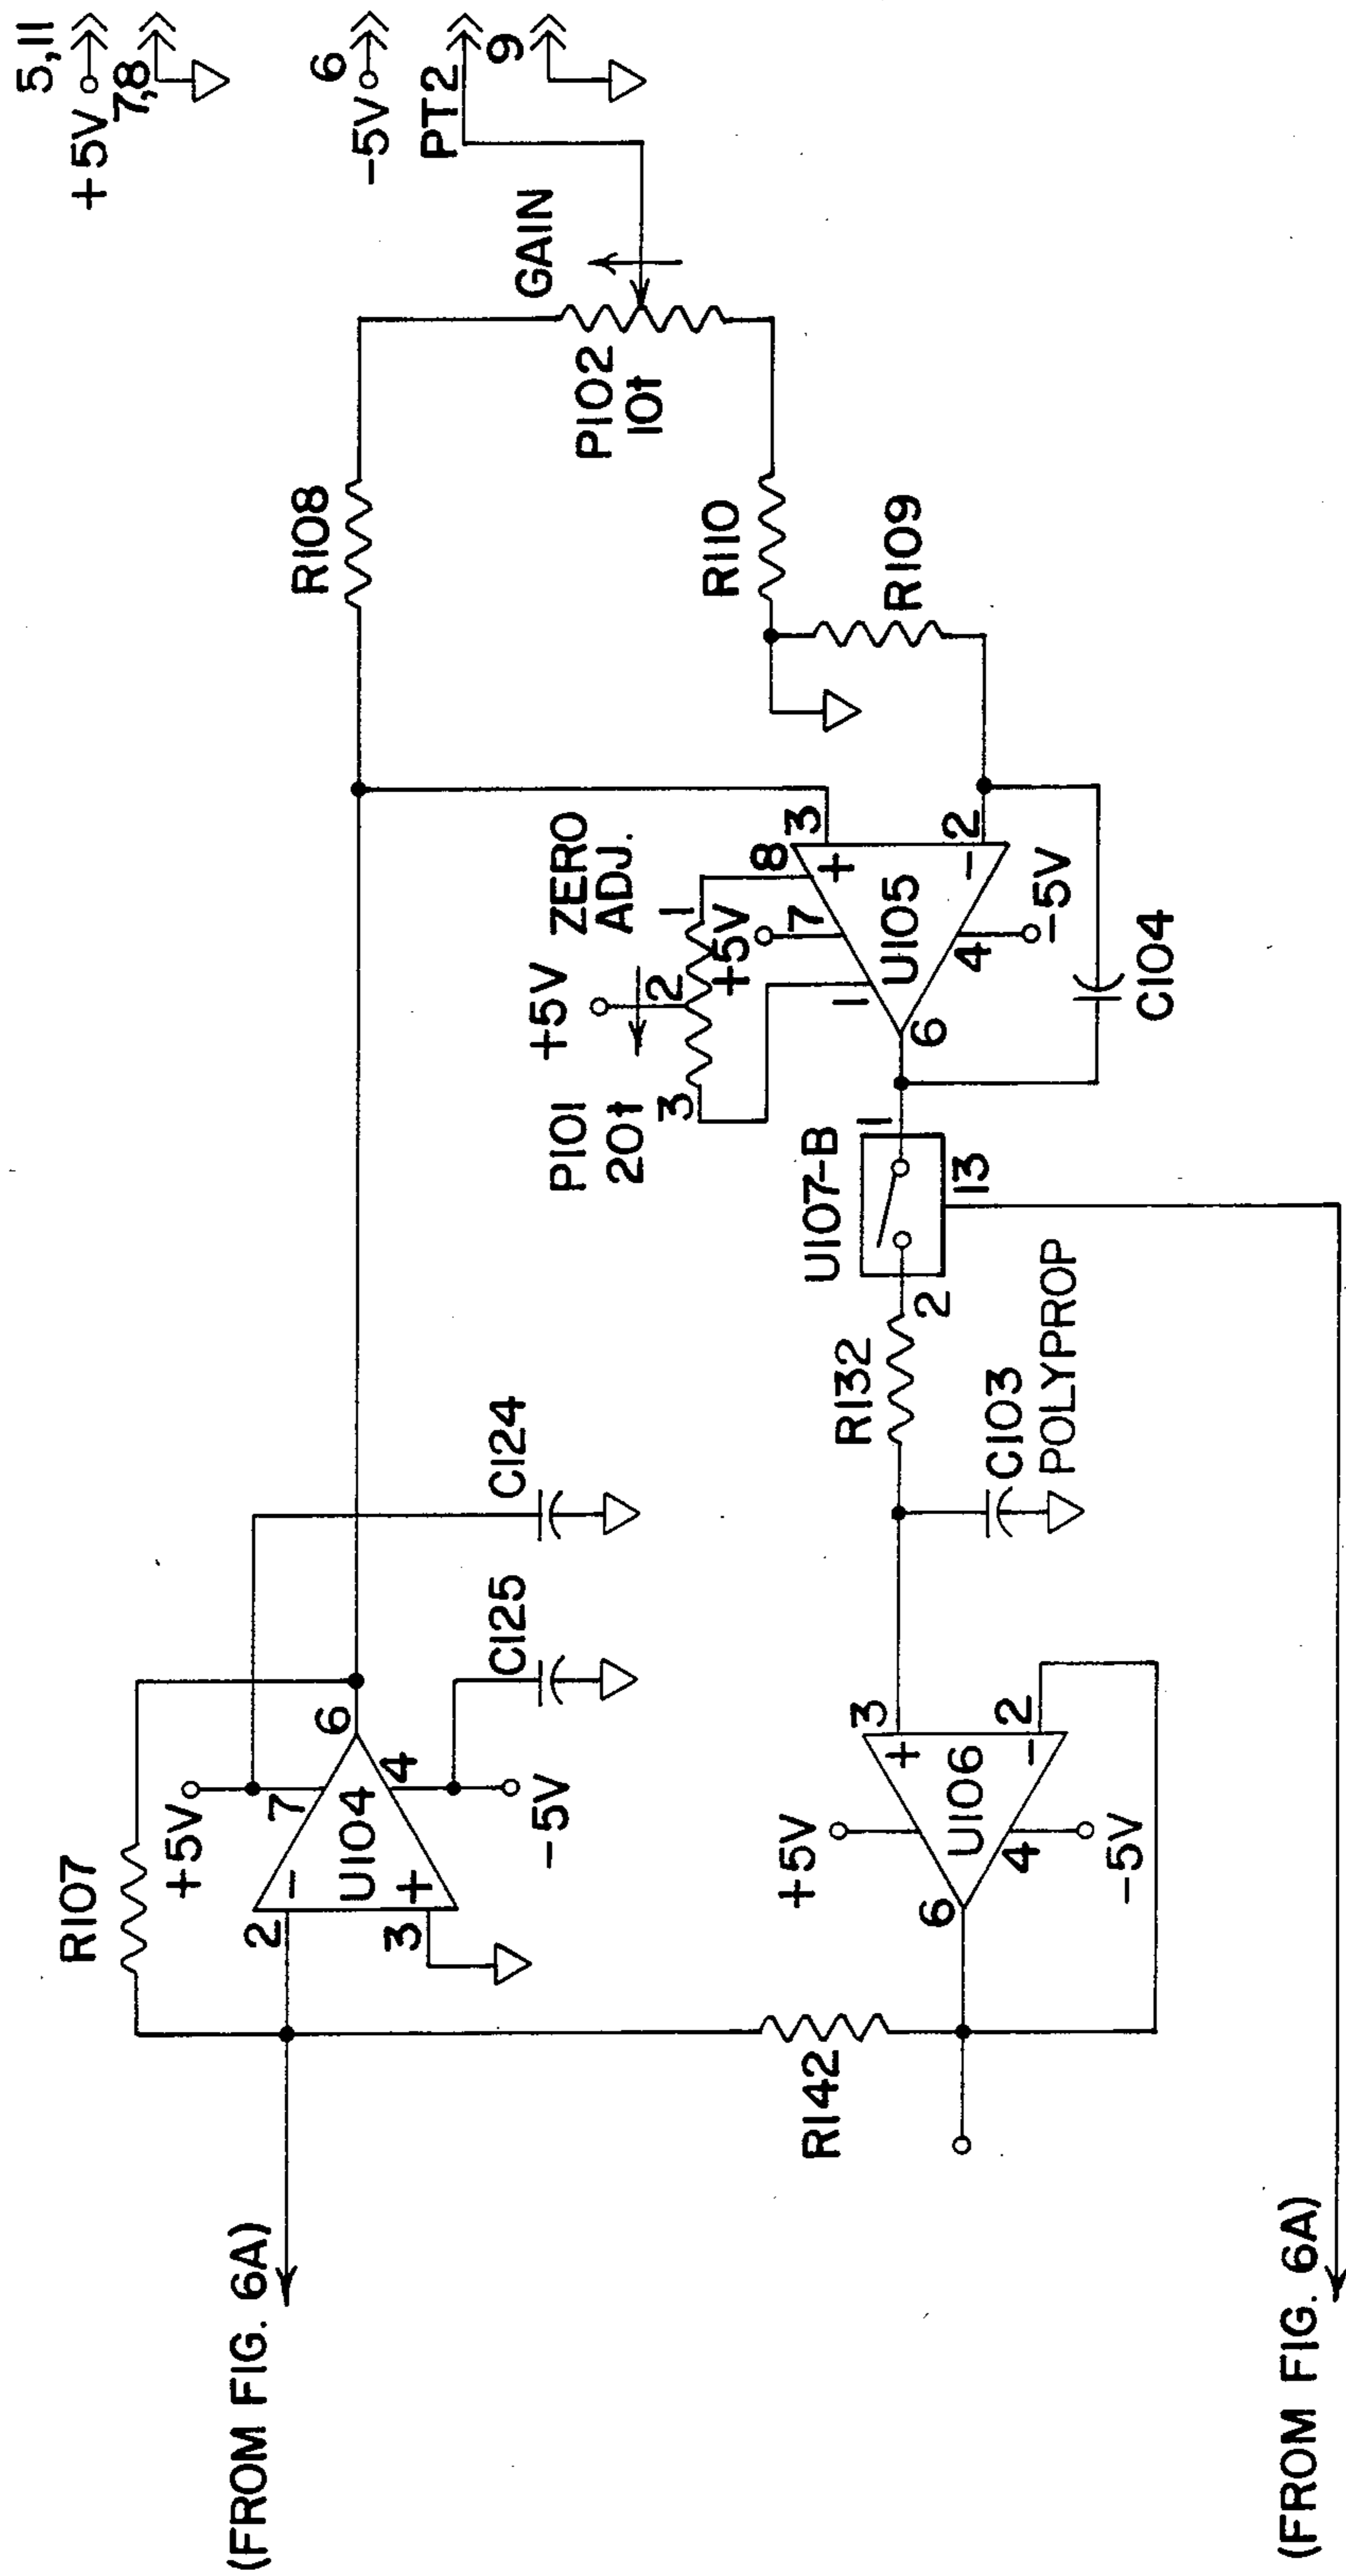 5,11
+5V
7,8
6
-5V
PT2
9
GAIN
P102
10t
R108
R110
R109
ZERO
ADJ.
+5V
P101
20t
1
2
3
+5V
8
7
1
3
+
-
2
U105
4
-5V
6
C104
U107-B
1
13
2
R132
C103
POLYPROP
C124
C125
R107
+5V
7
6
4
-5V
2
-
U104
+
3
3
+
-
2
U106
+5V
4
-5V
6
R142
(FROM FIG. 6A)
(FROM FIG. 6A)